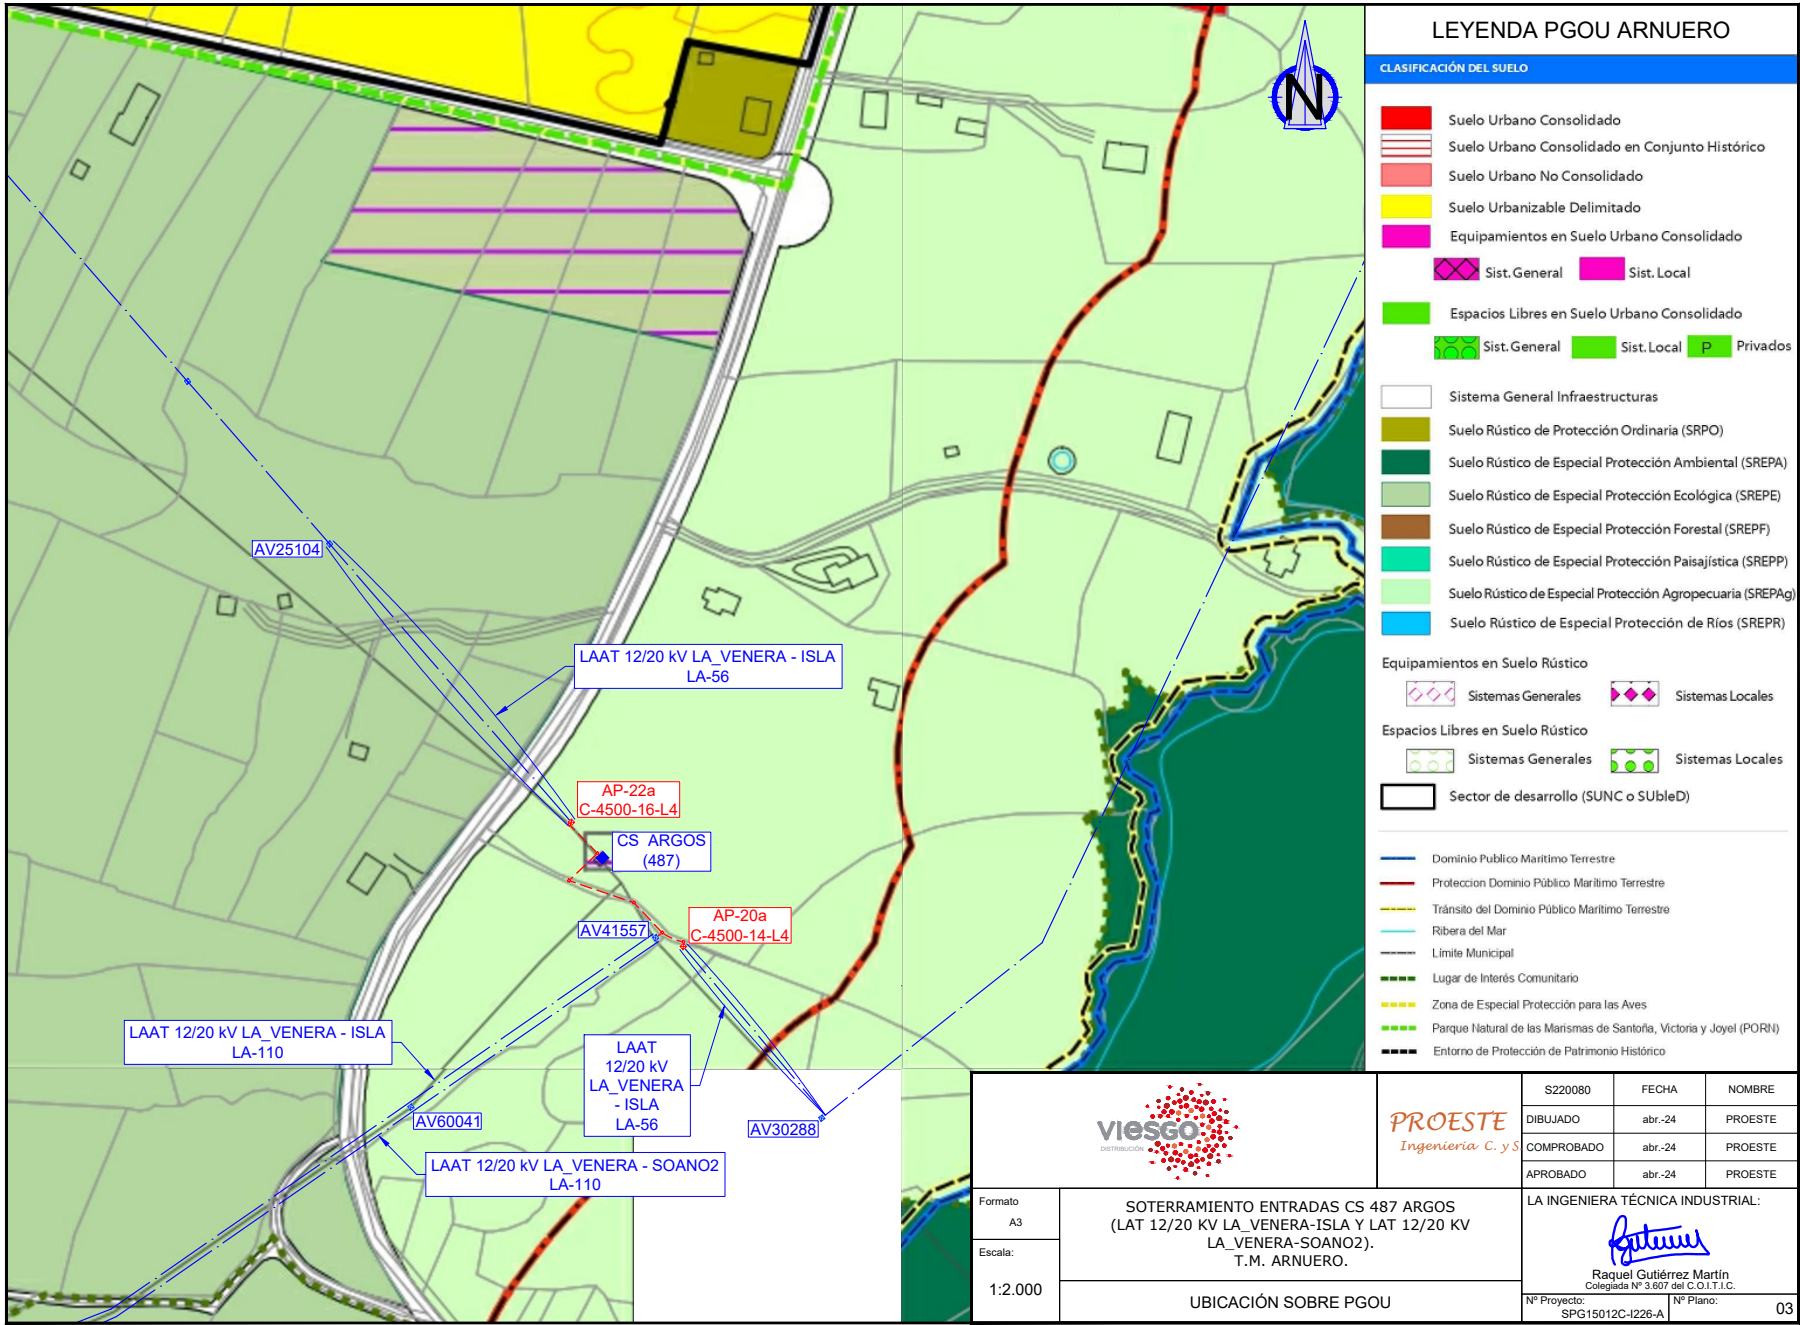 LEYENDA PGOU ARNUERO
CLASIFICACIÓN DEL SUELO
Suelo Urbano Consolidado
Suelo Urbano Consolidado en Conjunto Histórico
Suelo Urbano No Consolidado
Suelo Urbanizable Delimitado
Equipamientos en Suelo Urbano Consolidado
Sist. General
Sist. Local
Espacios Libres en Suelo Urbano Consolidado
Sist. General
Sist. Local
P
Privados
Sistema General Infraestructuras
Suelo Rústico de Protección Ordinaria (SRPO)
Suelo Rústico de Especial Protección Ambiental (SREPA)
Suelo Rústico de Especial Protección Ecológica (SREPE)
Suelo Rústico de Especial Protección Forestal (SREPF)
Suelo Rústico de Especial Protección Paisajística (SREPP)
Suelo Rústico de Especial Protección Agropecuaria (SREPAg)
Suelo Rústico de Especial Protección de Ríos (SREPR)
Equipamientos en Suelo Rústico
Sistemas Generales
Sistemas Locales
Espacios Libres en Suelo Rústico
Sistemas Generales
Sistemas Locales
Sector de desarrollo (SUNC o SUbleD)
Dominio Publico Maritimo Terrestre
Proteccion Dominio Público Marítimo Terrestre
Tránsito del Dominio Público Marítimo Terrestre
Ribera del Mar
Límite Municipal
Lugar de Interés Comunitario
Zona de Especial Protección para las Aves
Parque Natural de las Marismas de Santoña, Victoria y Joyel (PORN)
Entorno de Protección de Patrimonio Histórico
N
AV25104
LAAT 12/20 kV LA_VENERA - ISLA
LA-56
AP-22a
C-4500-16-L4
CS ARGOS
(487)
AP-20a
C-4500-14-L4
AV41557
LAAT 12/20 kV LA_VENERA - ISLA
LA-110
LAAT
12/20 kV
LA_VENERA
- ISLA
LA-56
AV60041
AV30288
LAAT 12/20 kV LA_VENERA - SOANO2
LA-110
viesgo
DISTRIBUCIÓN
PROESTE
Ingeniería C. y S.
S220080
FECHA
NOMBRE
DIBUJADO
abr.-24
PROESTE
COMPROBADO
abr.-24
PROESTE
APROBADO
abr.-24
PROESTE
Formato
A3
Escala:
1:2.000
SOTERRAMIENTO ENTRADAS CS 487 ARGOS
(LAT 12/20 KV LA_VENERA-ISLA Y LAT 12/20 KV
LA_VENERA-SOANO2).
T.M. ARNUERO.
UBICACIÓN SOBRE PGOU
LA INGENIERA TÉCNICA INDUSTRIAL:
Raquel Gutiérrez Martín
Colegiada Nº 3.607 del C.O.I.T.I.C.
Nº Proyecto:
SPG15012C-I226-A
Nº Plano:
03